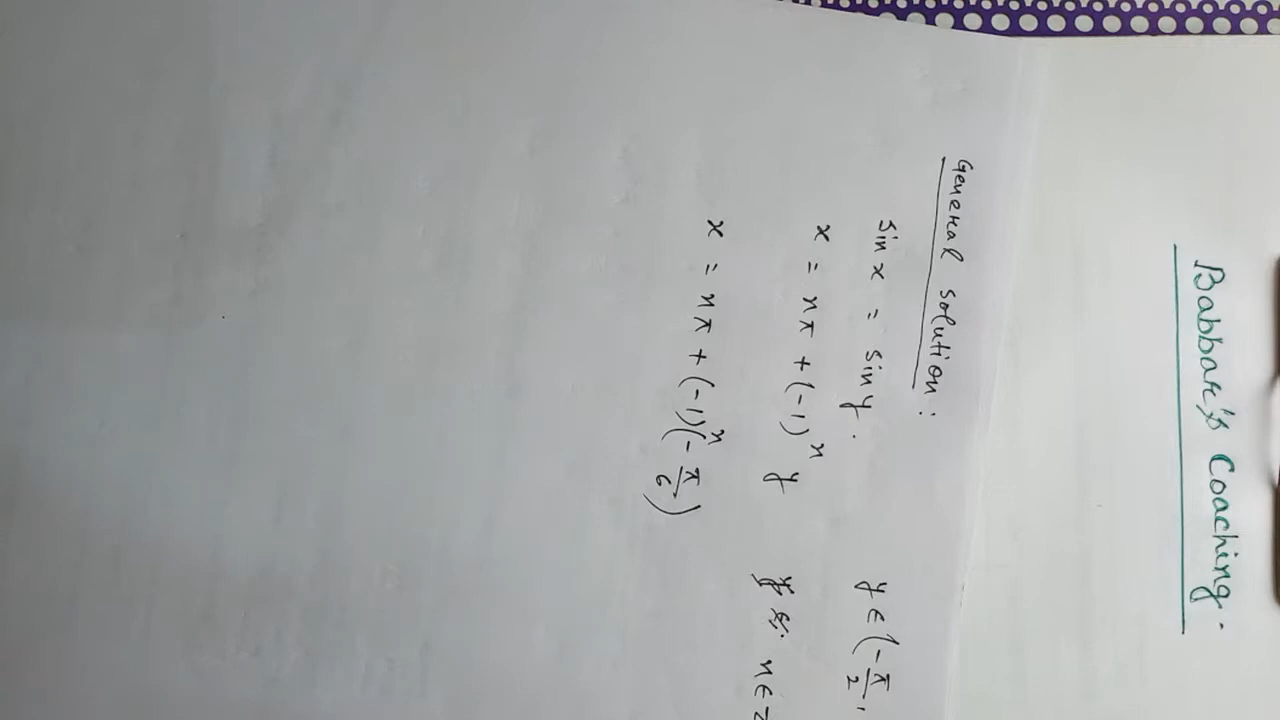 Babbar's Coaching.
General solution:
sin x = sin y.   y ∈ (-π/2,
x = nπ + (-1)^n y   n ∈ Z
x = nπ + (-1)^n (-π/6)